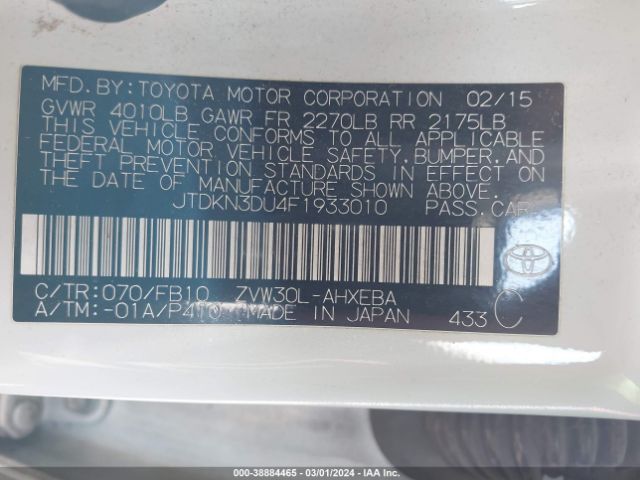 MFD.BY:TOYOTA MOTOR CORPORATION 02/15
GVWR 4010LB GAWR FR 2270LB RR 2175LB
THIS VEHICLE CONFORMS TO ALL APPLICABLE
FEDERAL MOTOR VEHICLE SAFETY,BUMPER,AND
THEFT PREVENTION STANDARDS IN EFFECT ON
THE DATE OF MANUFACTURE SHOWN ABOVE.
JTDKN3DU4F1933010 PASS.CAR
C/TR:070/FB10 ZVW30L-AHXEBA
A/TM:-01A/P410 MADE IN JAPAN 433 C
000-38884465 - 03/01/2024 - IAA Inc.